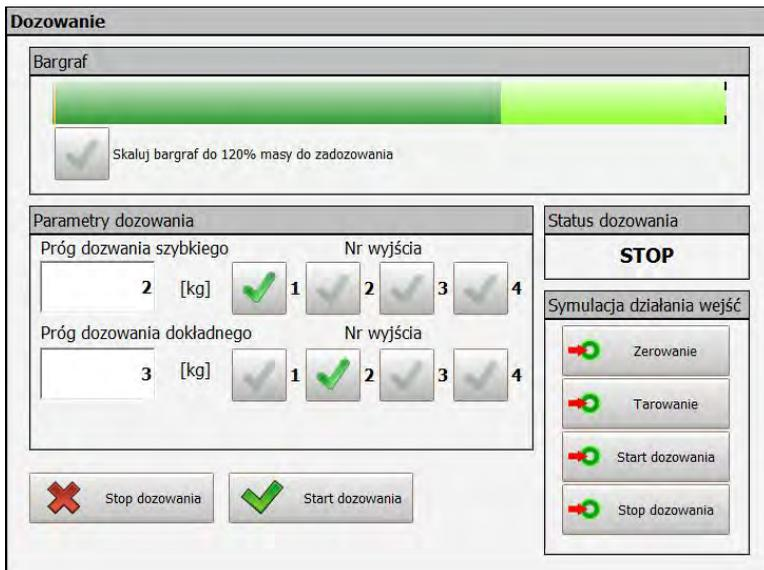 Dozowanie
Bargraf
Skaluj bargraf do 120% masy do zadozowania
Parametry dozowania
Próg dozwania szybkiego Nr wyjścia
2 [kg] 1 2 3 4
Próg dozowania dokładnego Nr wyjścia
3 [kg] 1 2 3 4
Stop dozowania Start dozowania
Status dozowania
STOP
Symulacja działania wejść
Zerowanie
Tarowanie
Start dozowania
Stop dozowania